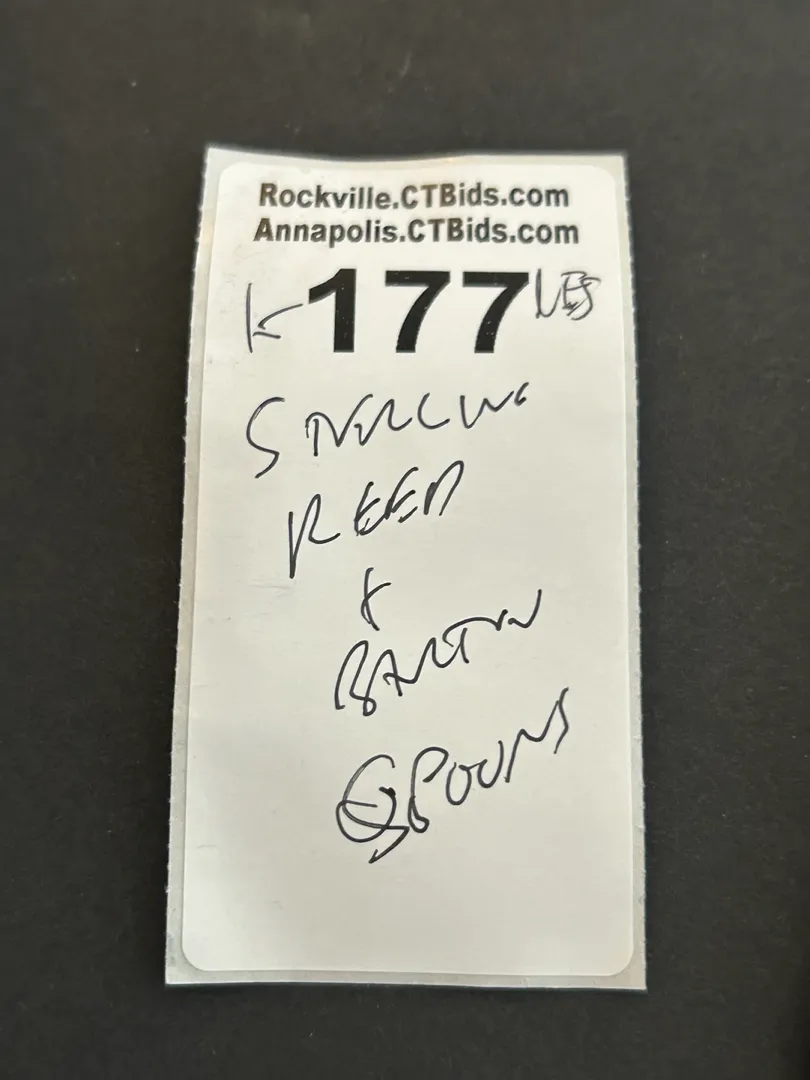 Rockville.CTBids.com
Annapolis.CTBids.com
177
STERLING
REED
&
BARTON
SPOONS